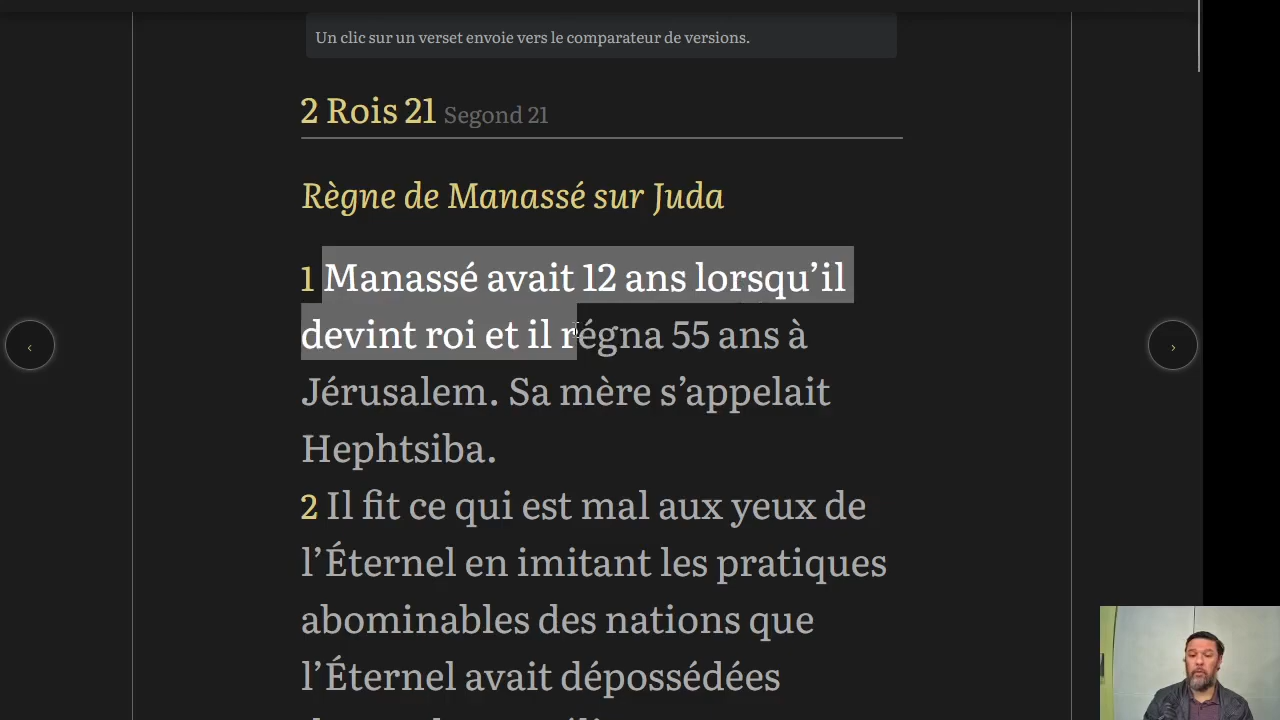 Un clic sur un verset envoie vers le comparateur de versions.
2 Rois 21 Segond 21
Règne de Manassé sur Juda
1 Manassé avait 12 ans lorsqu’il
devint roi et il régna 55 ans à
Jérusalem. Sa mère s’appelait
Hephtsiba.
2 Il fit ce qui est mal aux yeux de
l’Éternel en imitant les pratiques
abominables des nations que
l’Éternel avait dépossédées